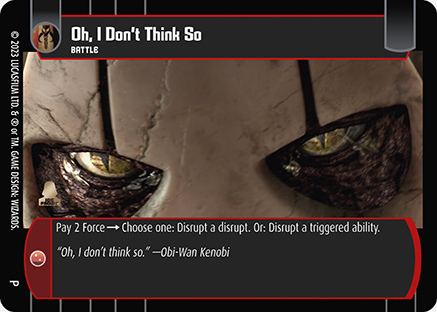 Oh, I Don't Think So
BATTLE
© 2023 LUCASFILM LTD. & ® or TM. GAME DESIGN: WIZARDS.
Pay 2 Force → Choose one: Disrupt a disrupt. Or: Disrupt a triggered ability.
"Oh, I don't think so." —Obi-Wan Kenobi
P